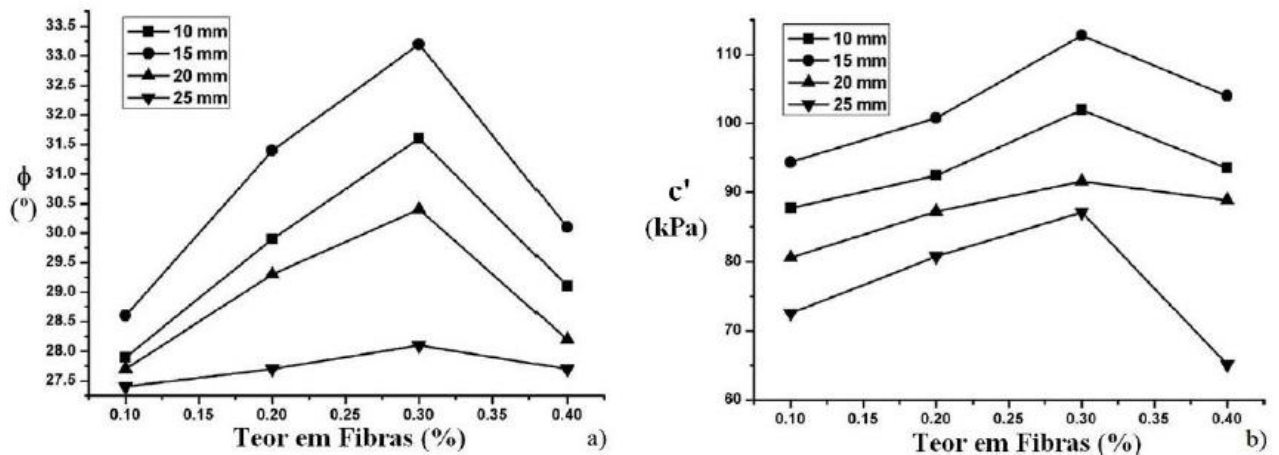 33.5
33.0
32.5
32.0
31.5
31.0
30.5
30.0
29.5
29.0
28.5
28.0
27.5
ϕ
(º)
10 mm
15 mm
20 mm
25 mm
0.10 0.15 0.20 0.25 0.30 0.35 0.40
Teor em Fibras (%)
a)
110
100
90
80
70
60
c'
(kPa)
10 mm
15 mm
20 mm
25 mm
0.10 0.15 0.20 0.25 0.30 0.35 0.40
Teor em Fibras (%)
b)